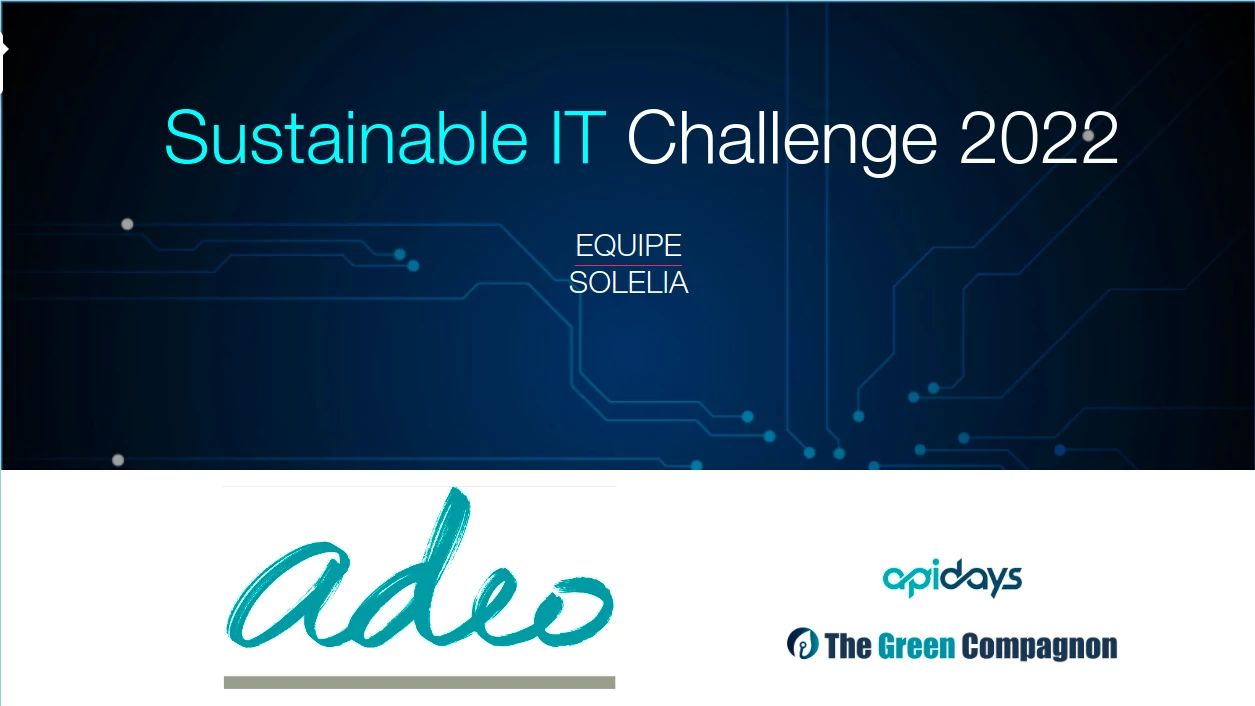 Sustainable IT Challenge 2022
EQUIPE
SOLELIA
adeo
apidays
The Green Compagnon